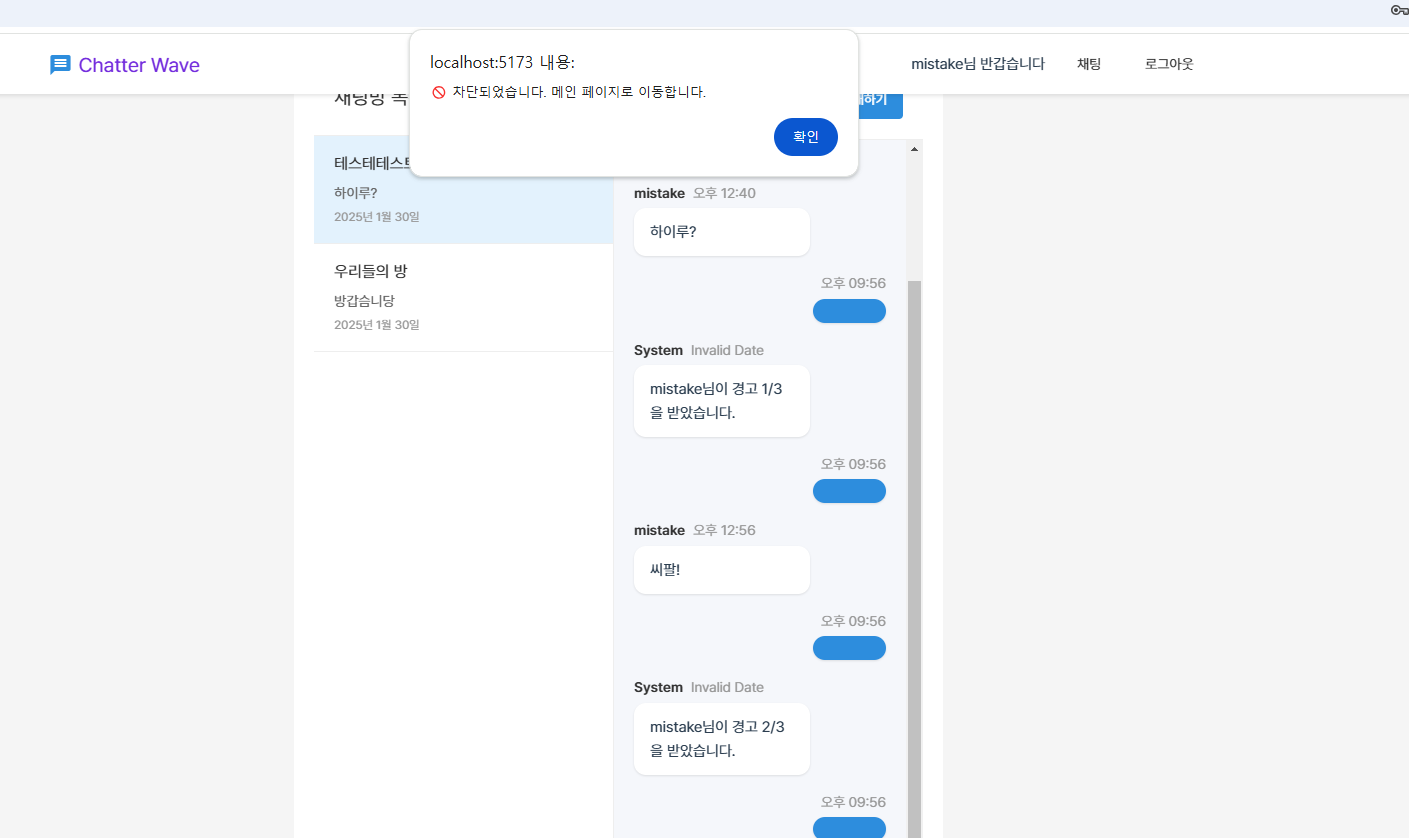 Chatter Wave
localhost:5173 내용:
차단되었습니다. 메인 페이지로 이동합니다.
확인
mistake님 반갑습니다
채팅
로그아웃
하기
테스테테스트
하이루?
2025년 1월 30일
우리들의 방
방갑슴니당
2025년 1월 30일
mistake 오후 12:40
하이루?
오후 09:56
System Invalid Date
mistake님이 경고 1/3
을 받았습니다.
오후 09:56
mistake 오후 12:56
씨팔!
오후 09:56
System Invalid Date
mistake님이 경고 2/3
을 받았습니다.
오후 09:56